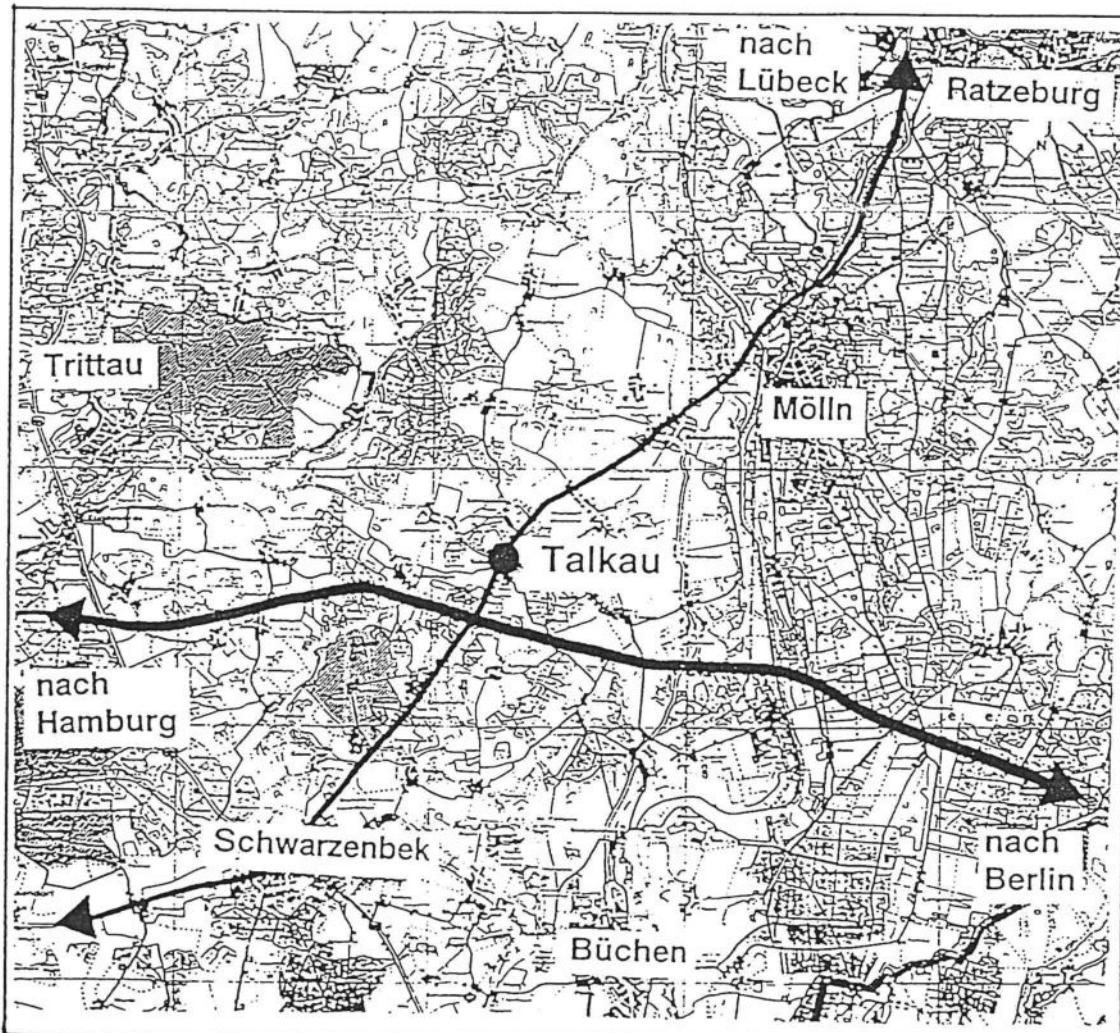 nach
Lübeck
Ratzeburg
Trittau
Mölln
Talkau
nach
Hamburg
Schwarzenbek
nach
Berlin
Büchen